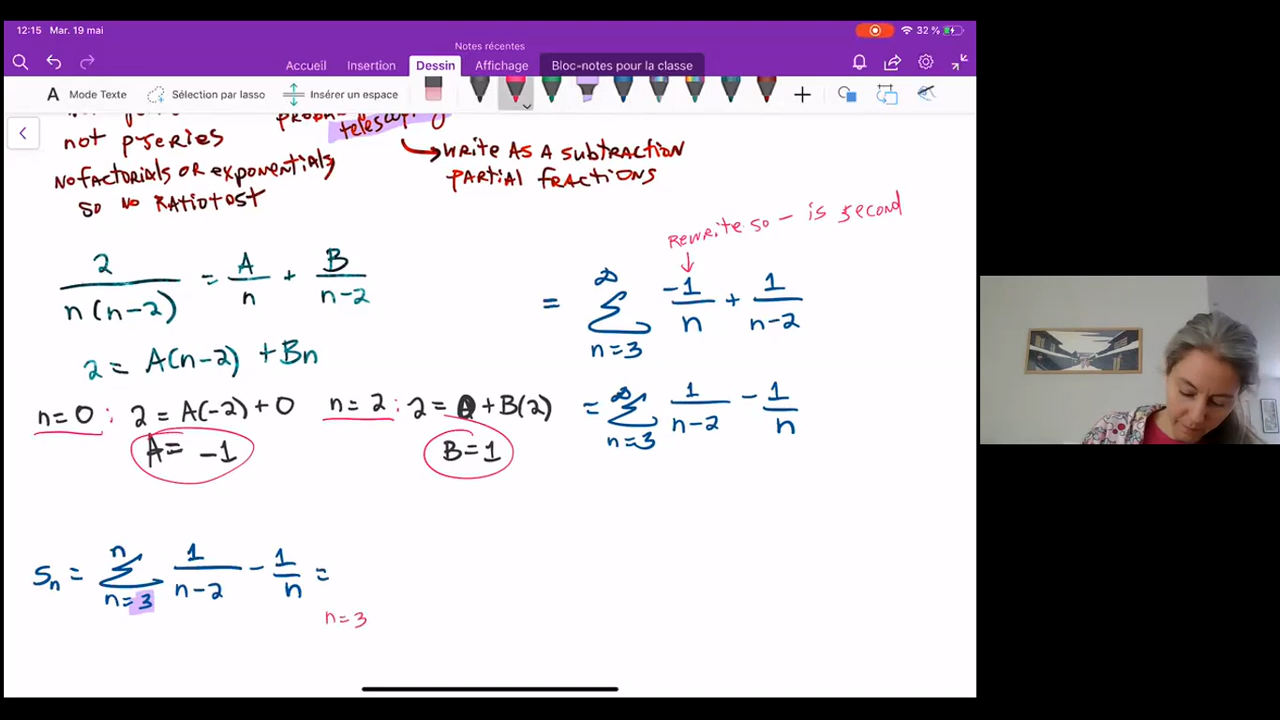 12:15 Mar. 19 mai
32 %
Notes récentes
Accueil Insertion Dessin Affichage Bloc-notes pour la classe
A Mode Texte Sélection par lasso Insérer un espace
not p series
No factorials or exponentials
so no Ratio tost
→ write as a subtraction
partial fractions
Rewrite so – is second
2/(n(n-2)) = A/n + B/(n-2)
= ∞ Σ n=3 -1/n + 1/(n-2)
2 = A(n-2) + Bn
n=0 : 2 = A(-2) + 0
A = -1
n=2 : 2 = 0 + B(2)
B = 1
= ∞ Σ n=3 1/(n-2) - 1/n
Sn = n Σ n=3 1/(n-2) - 1/n =
n=3